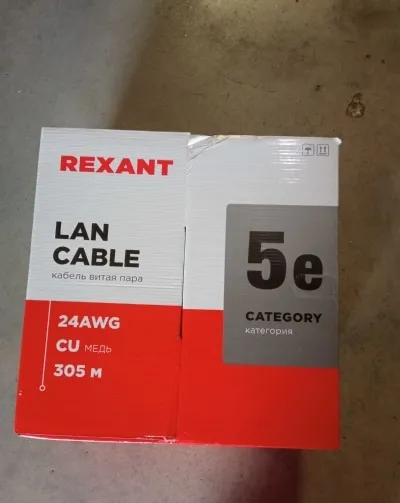 REXANT
LAN
CABLE
кабель витая пара
24AWG
CU МЕДЬ
305 м
5e
CATEGORY
категория